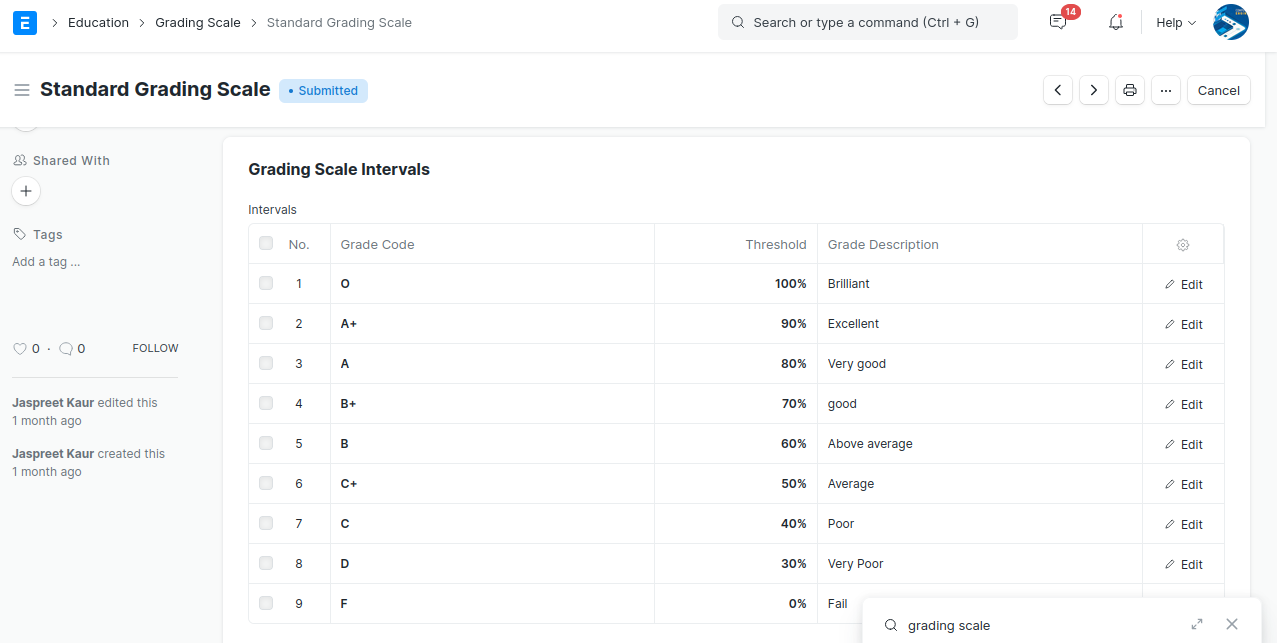 E Education Grading Scale Standard Grading Scale Search or type a command (Ctrl + G) 14 Help
Standard Grading Scale • Submitted ... Cancel
Shared With
+
Tags
Add a tag ...
0 · 0 FOLLOW
Jaspreet Kaur edited this
1 month ago
Jaspreet Kaur created this
1 month ago
Grading Scale Intervals
Intervals
No. Grade Code Threshold Grade Description
1 O 100% Brilliant Edit
2 A+ 90% Excellent Edit
3 A 80% Very good Edit
4 B+ 70% good Edit
5 B 60% Above average Edit
6 C+ 50% Average Edit
7 C 40% Poor Edit
8 D 30% Very Poor Edit
9 F 0% Fail
grading scale